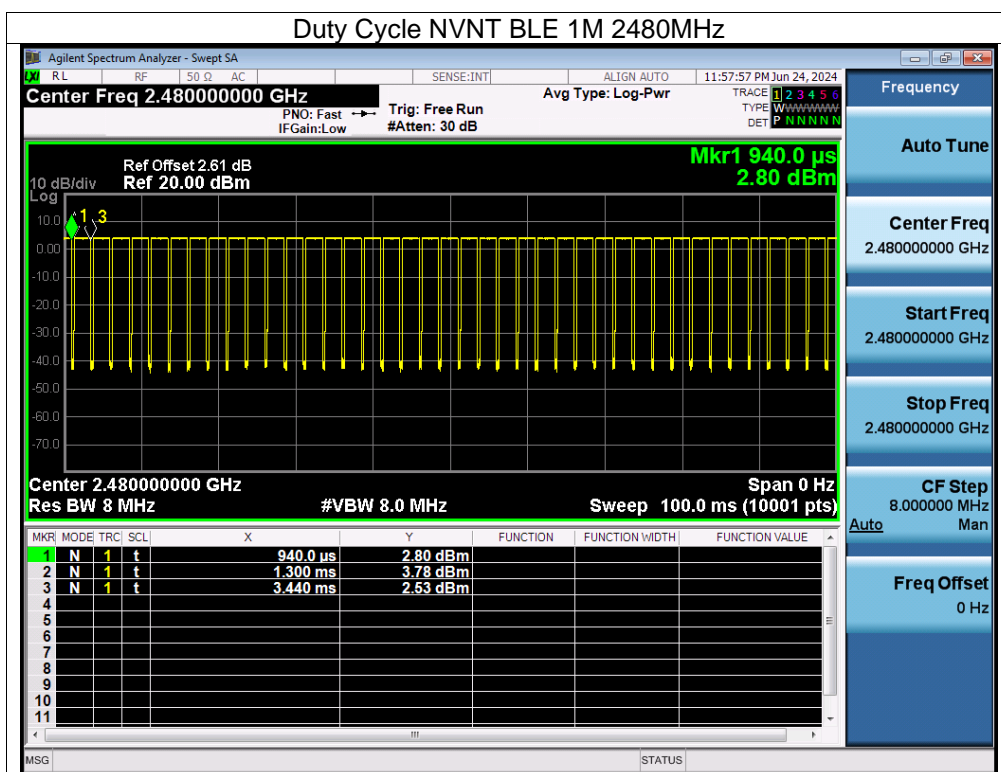 Duty Cycle NVNT BLE 1M 2480MHz
Agilent Spectrum Analyzer - Swept SA
LXI RL RF 50 Ω AC SENSE:INT ALIGN AUTO 11:57:57 PM Jun 24, 2024
Center Freq 2.480000000 GHz Avg Type: Log-Pwr TRACE 1 2 3 4 5 6
PNO: Fast Trig: Free Run TYPE WWWWWWW
IFGain:Low #Atten: 30 dB DET P N N N N N
Mkr1 940.0 µs
Ref Offset 2.61 dB
10 dB/div Ref 20.00 dBm 2.80 dBm
Log
10.0
0.00
-10.0
-20.0
-30.0
-40.0
-50.0
-60.0
-70.0
1 3
Center 2.480000000 GHz Span 0 Hz
Res BW 8 MHz #VBW 8.0 MHz Sweep 100.0 ms (10001 pts)
MKR MODE TRC SCL X Y FUNCTION FUNCTION WIDTH FUNCTION VALUE
1 N 1 t 940.0 µs 2.80 dBm
2 N 1 t 1.300 ms 3.78 dBm
3 N 1 t 3.440 ms 2.53 dBm
4
5
6
7
8
9
10
11
MSG STATUS
Frequency
Auto Tune
Center Freq
2.480000000 GHz
Start Freq
2.480000000 GHz
Stop Freq
2.480000000 GHz
CF Step
8.000000 MHz
Auto Man
Freq Offset
0 Hz